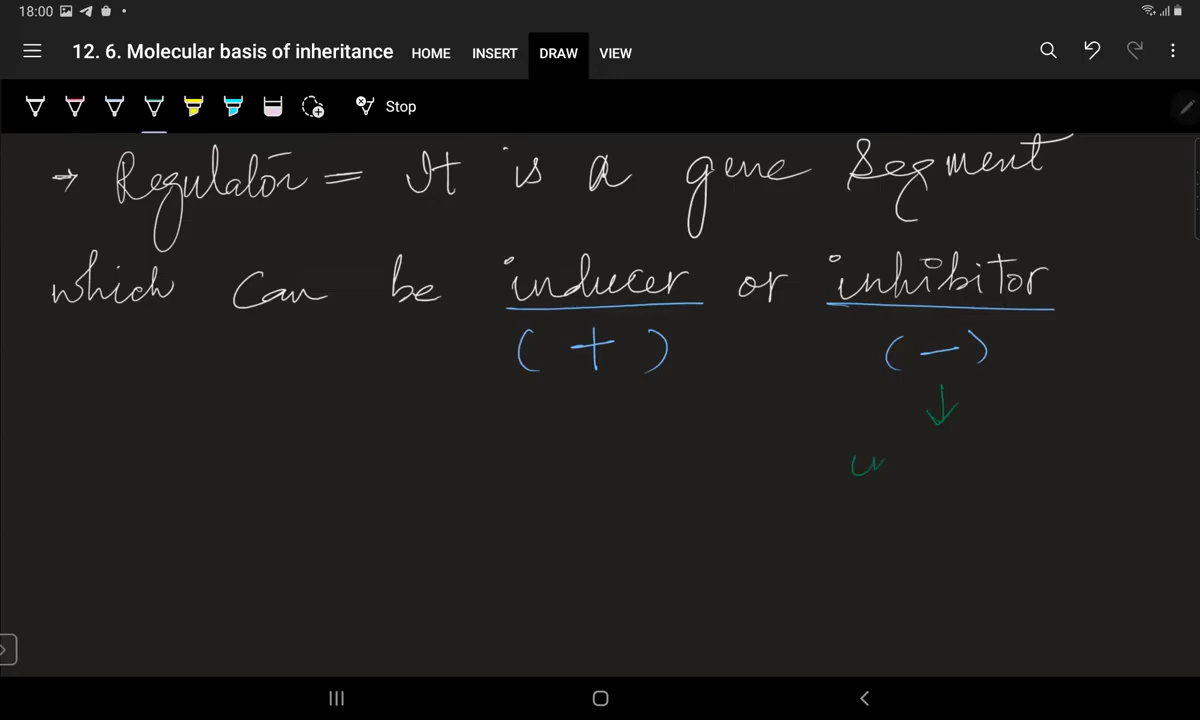 18:00
12. 6. Molecular basis of inheritance HOME INSERT DRAW VIEW
Stop
→ Regulator = It is a gene segment
which can be inducer or inhibitor
( + ) ( − )
↓